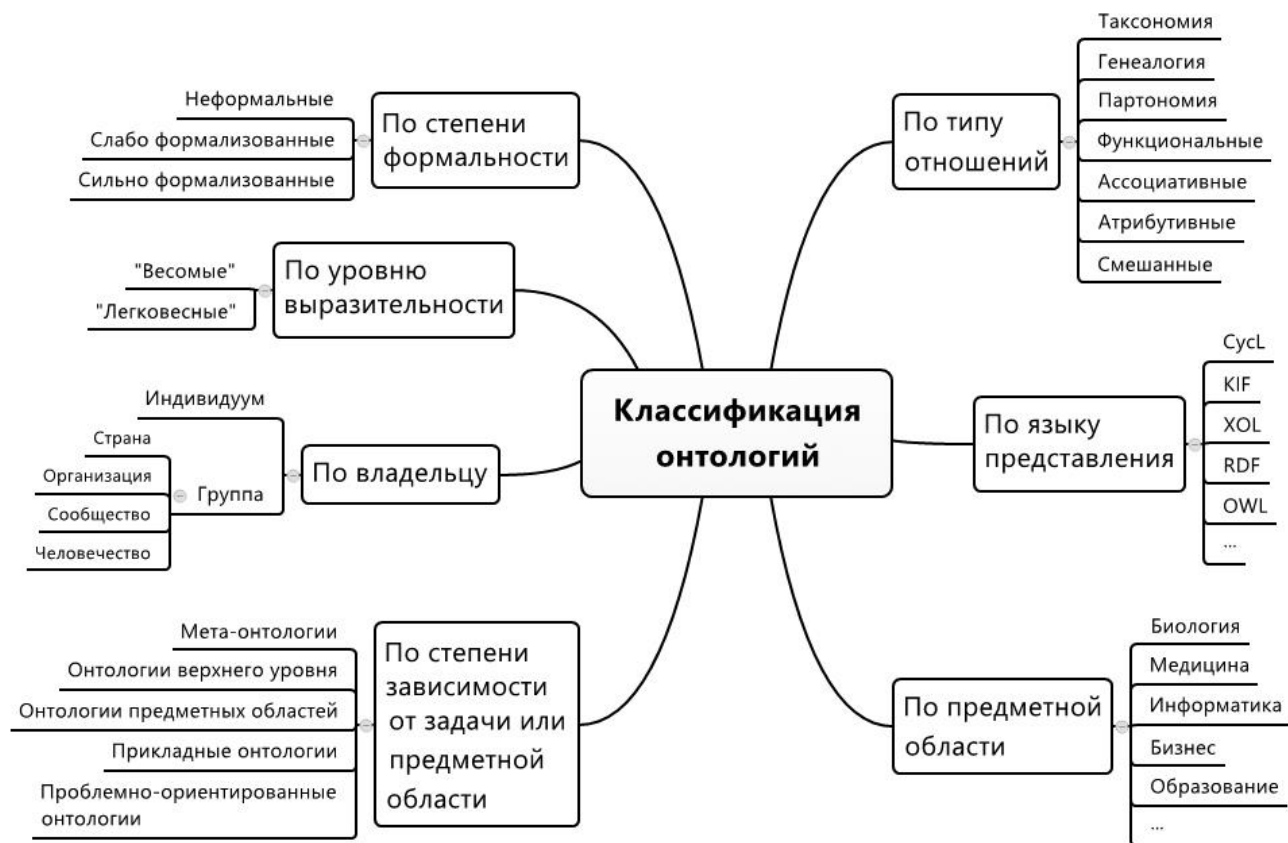 Классификация
онтологий
По степени
формальности
Неформальные
Слабо формализованные
Сильно формализованные
По уровню
выразительности
"Весомые"
"Легковесные"
По владельцу
Индивидуум
Группа
Страна
Организация
Сообщество
Человечество
По степени
зависимости
от задачи или
предметной
области
Мета-онтологии
Онтологии верхнего уровня
Онтологии предметных областей
Прикладные онтологии
Проблемно-ориентированные
онтологии
По типу
отношений
Таксономия
Генеалогия
Партономия
Функциональные
Ассоциативные
Атрибутивные
Смешанные
По языку
представления
CycL
KIF
XOL
RDF
OWL
...
По предметной
области
Биология
Медицина
Информатика
Бизнес
Образование
...